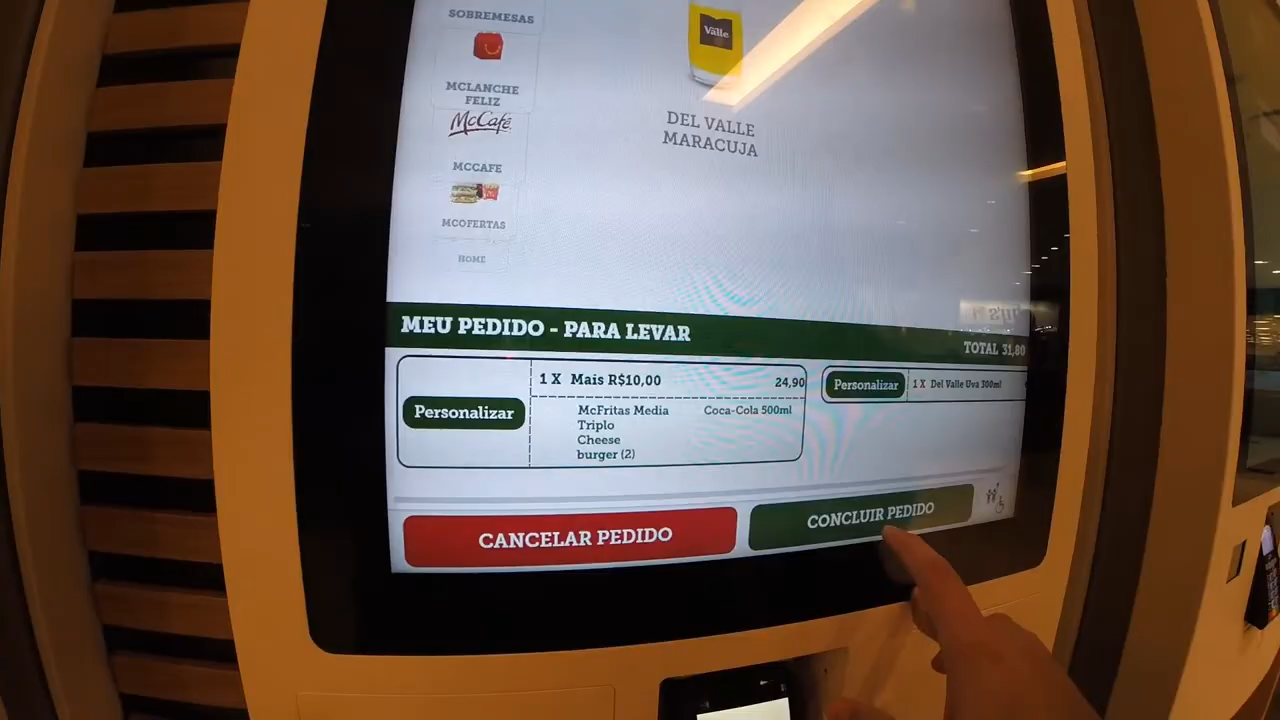 SOBREMESAS
Valle
MCLANCHE
FELIZ
McCafé
DEL VALLE
MARACUJA
MCCAFE
MCOFERTAS
HOME
MEU PEDIDO - PARA LEVAR
TOTAL 31,80
Personalizar
1 X Mais R$10,00 24,90
McFritas Media
Triplo
Cheese
burger (2)
Coca-Cola 500ml
Personalizar
1 X Del Valle Uva 300ml
CANCELAR PEDIDO
CONCLUIR PEDIDO